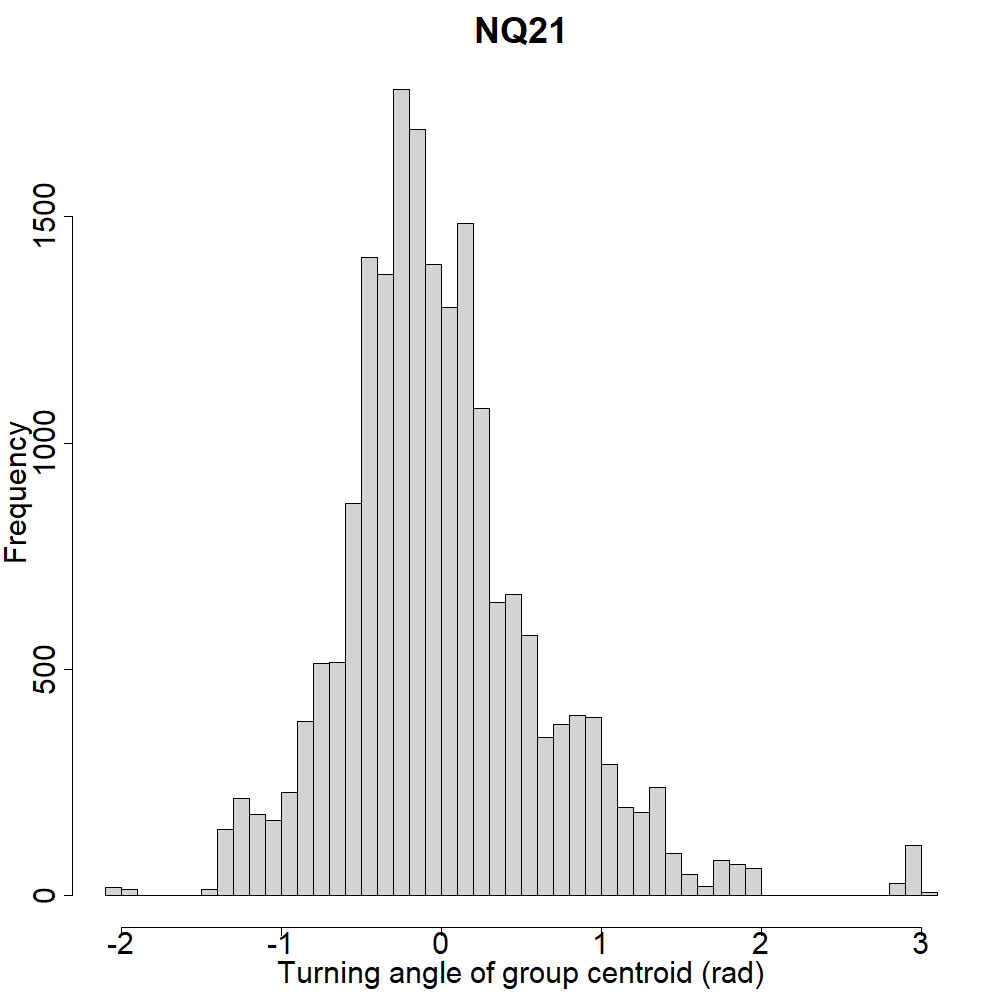 NQ21
Frequency
1500
1000
500
0
-2 -1 0 1 2 3
Turning angle of group centroid (rad)